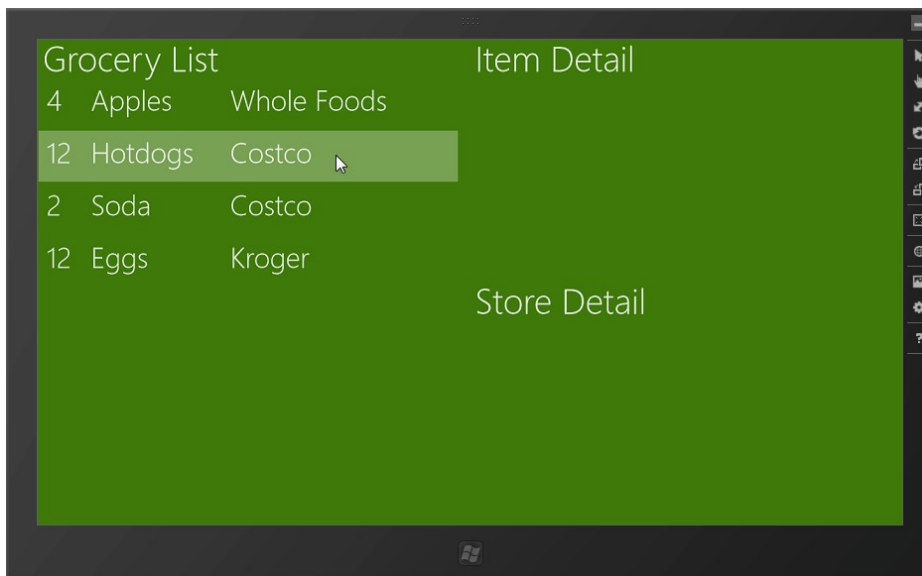 Grocery List
4 Apples Whole Foods
12 Hotdogs Costco
2 Soda Costco
12 Eggs Kroger
Item Detail
Store Detail
?